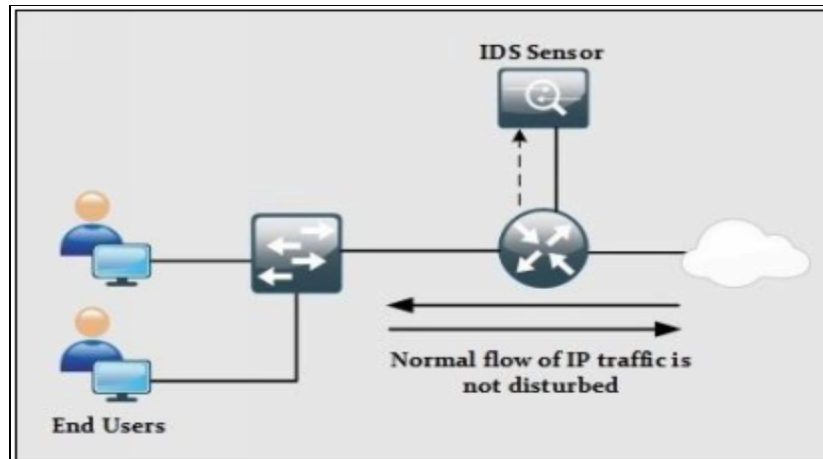 IDS Sensor
Normal flow of IP traffic is
not disturbed
End Users